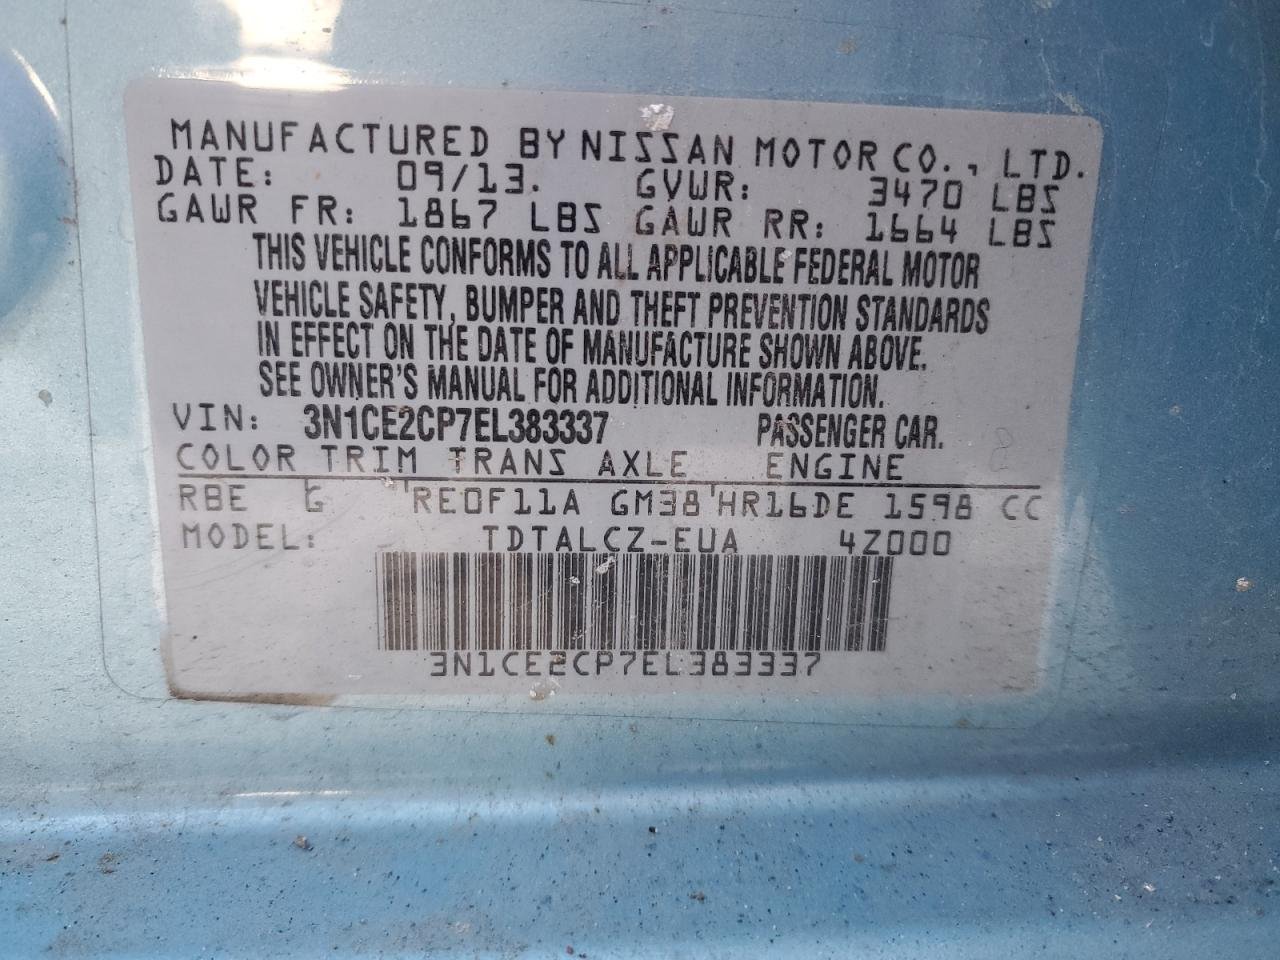 MANUFACTURED BY NISSAN MOTOR CO., LTD.
DATE: 09/13. GVWR: 3470 LBS
GAWR FR: 1867 LBS GAWR RR: 1664 LBS
THIS VEHICLE CONFORMS TO ALL APPLICABLE FEDERAL MOTOR
VEHICLE SAFETY, BUMPER AND THEFT PREVENTION STANDARDS
IN EFFECT ON THE DATE OF MANUFACTURE SHOWN ABOVE.
SEE OWNER'S MANUAL FOR ADDITIONAL INFORMATION.
VIN: 3N1CE2CP7EL383337 PASSENGER CAR.
COLOR TRIM TRANS AXLE ENGINE
RBE G RE0F11A GM38 HR16DE 1598 CC
MODEL: TDTALCZ-EUA 4Z000
3N1CE2CP7EL383337